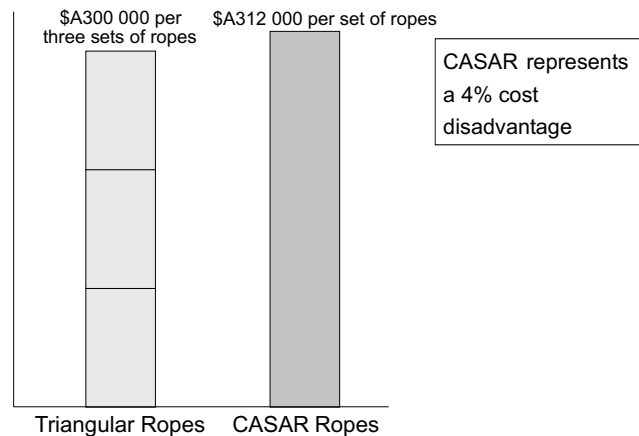 $A300 000 per
three sets of ropes
$A312 000 per set of ropes
CASAR represents
a 4% cost
disadvantage
Triangular Ropes
CASAR Ropes